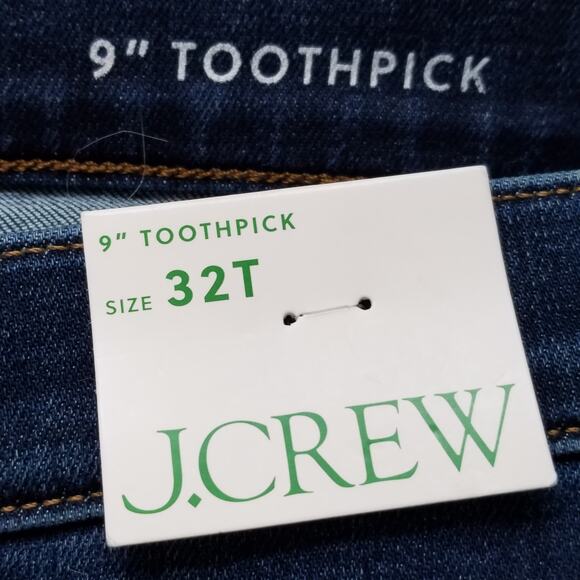 9" TOOTHPICK
9" TOOTHPICK
SIZE 32T
J.CREW